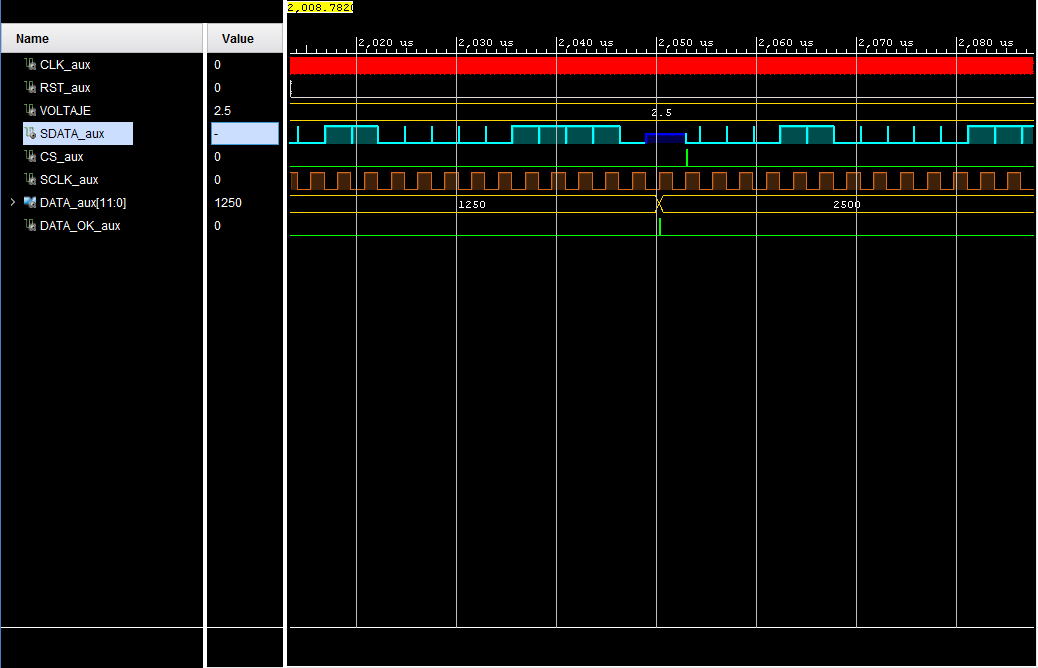 2,008.7820
Name Value
2,020 us 2,030 us 2,040 us 2,050 us 2,060 us 2,070 us 2,080 us
CLK_aux 0
RST_aux 0
VOLTAJE 2.5 2.5
SDATA_aux -
CS_aux 0
SCLK_aux 0
DATA_aux[11:0] 1250 1250 2500
DATA_OK_aux 0